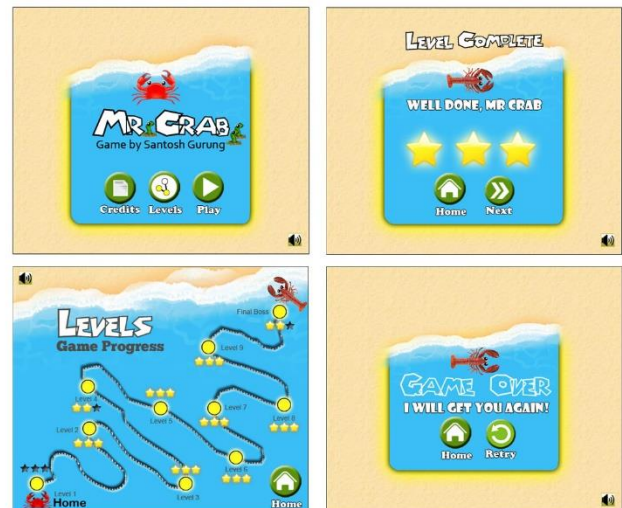 MR. CRAB
Game by Santosh Gurung
Credits Levels Play
LEVEL COMPLETE
WELL DONE, MR CRAB
Home Next
LEVELS
Game Progress
Final Boss
Level 9
Level 4
Level 5
Level 7
Level 8
Level 2
Level 6
Level 1
Level 3
Home
Home
GAME OVER
I WILL GET YOU AGAIN!
Home Retry